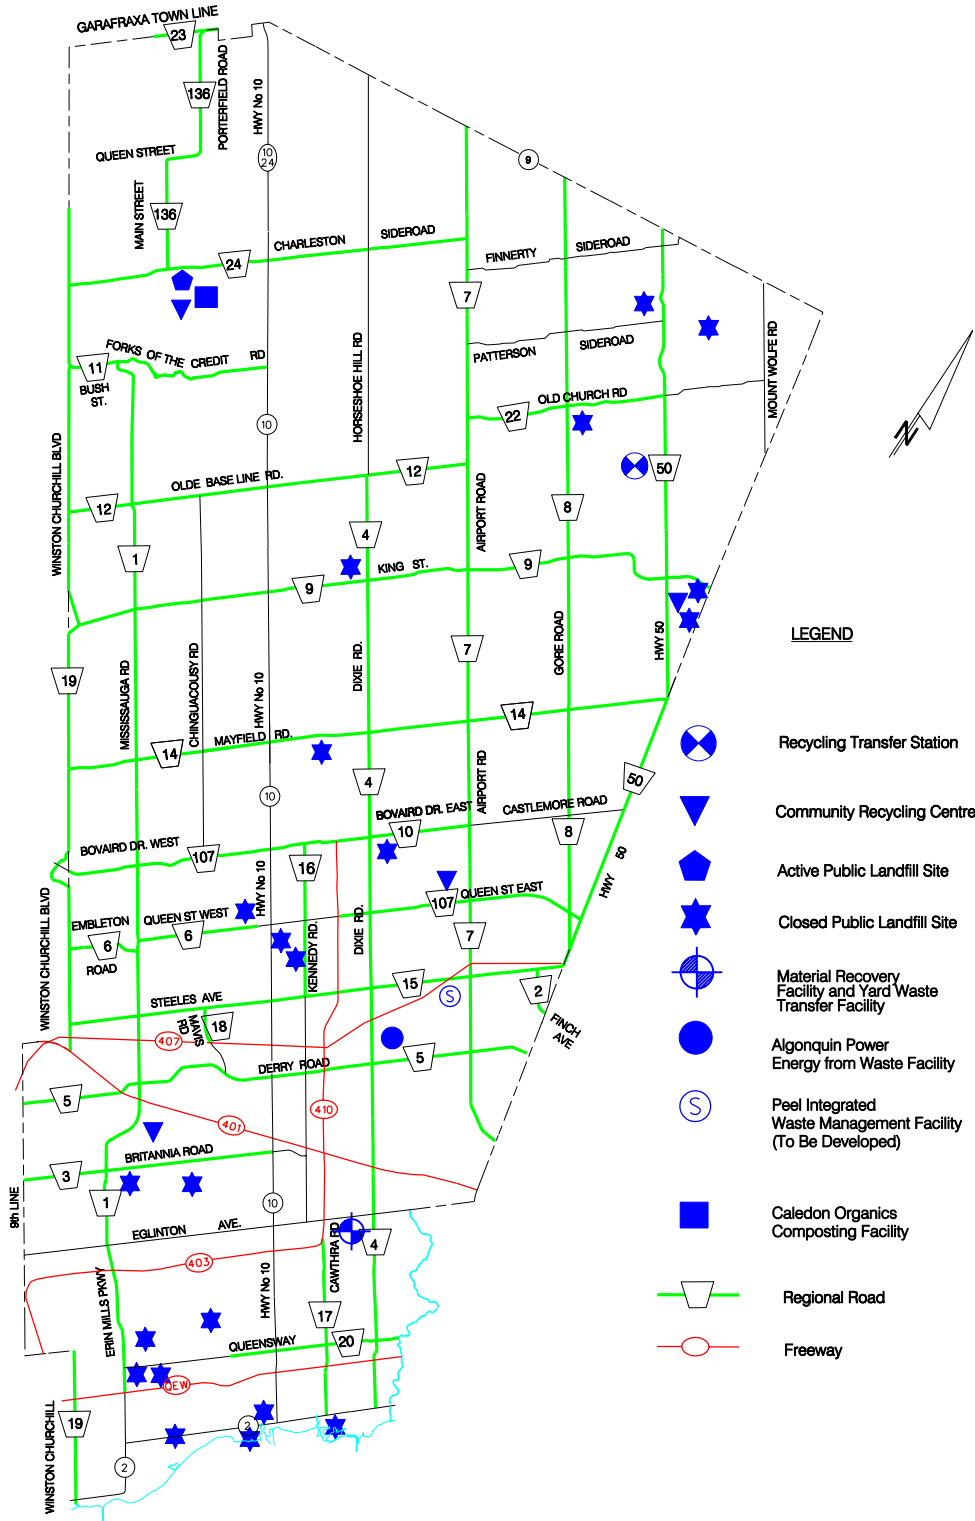 GARAFRAXA TOWN LINE
23
136
PORTERFIELD ROAD
HWY No 10
QUEEN STREET
10
24
9
MAIN STREET
136
24
CHARLESTON SIDEROAD
FINNERTY SIDEROAD
7
PATTERSON SIDEROAD
FORKS OF THE CREDIT RD
11
BUSH
ST.
HORSESHOE HILL RD
MOUNT WOLFE RD
OLD CHURCH RD
22
10
N
WINSTON CHURCHILL BLVD
OLDE BASE LINE RD.
12
12
50
AIRPORT ROAD
8
4
1
KING ST.
9
9
GORE ROAD
HWY 50
LEGEND
7
19
MISSISSAUGA RD
CHINGUACOUSY RD
HWY No 10
DIXIE RD.
14
MAYFIELD RD.
14
Recycling Transfer Station
AIRPORT RD
4
50
10
BOVAIRD DR. EAST
CASTLEMORE ROAD
Community Recycling Centre
10
8
BOVAIRD DR. WEST
107
16
HWY 50
Active Public Landfill Site
WINSTON CHURCHILL BLVD
HWY No 10
QUEEN ST EAST
107
EMBLETON
ROAD
6
QUEEN ST WEST
6
KENNEDY RD.
DIXIE RD.
7
Closed Public Landfill Site
15
S
2
Material Recovery
Facility and Yard Waste
Transfer Facility
STEELES AVE
MAVIS
RD
18
FINCH
AVE
407
DERRY ROAD
5
Algonquin Power
Energy from Waste Facility
5
410
401
S
Peel Integrated
Waste Management Facility
(To Be Developed)
BRITANNIA ROAD
3
1
10
9th LINE
EGLINTON AVE.
CAWTHRA RD
4
Caledon Organics
Composting Facility
403
HWY No 10
ERIN MILLS PKWY
17
20
QUEENSWAY
Regional Road
Freeway
QEW
WINSTON CHURCHILL
19
2
2